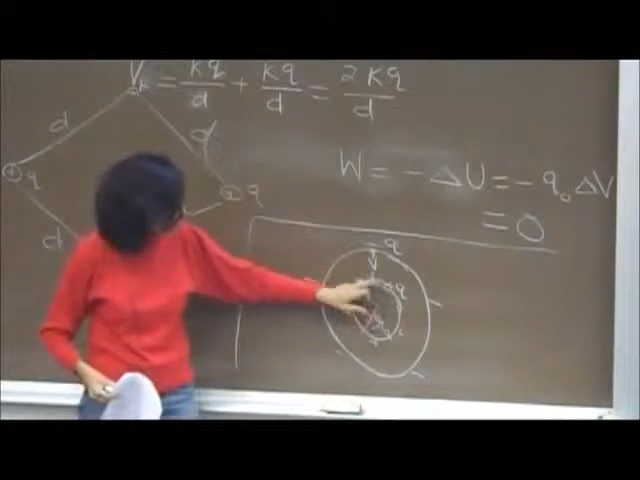 V = kq/d + kq/d = 2kq/d
d
d
W = -ΔU = -q₀ΔV
+ q
q
= 0
d
-q
q